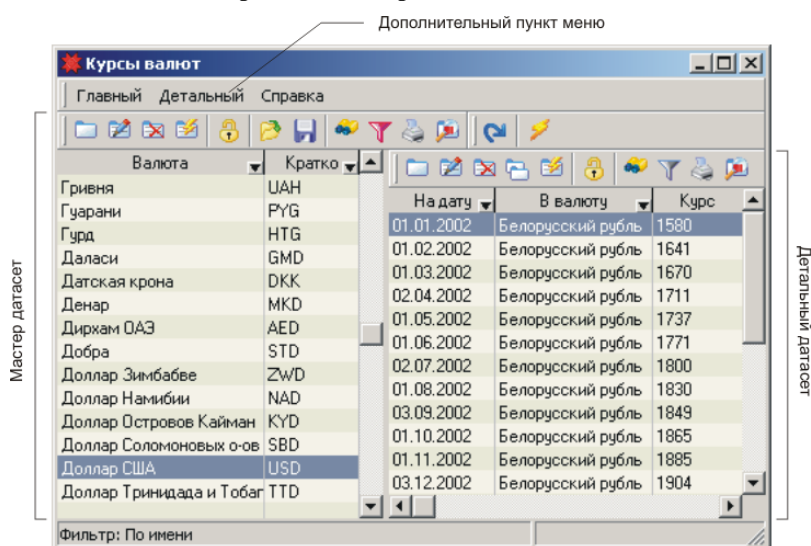 Дополнительный пункт меню
Курсы валют
Главный Детальный Справка
Мастер датасет
Валюта Кратко
Гривня UAH
Гуарани PYG
Гурд HTG
Даласи GMD
Датская крона DKK
Денар MKD
Дирхам ОАЭ AED
Добра STD
Доллар Зимбабве ZWD
Доллар Намибии NAD
Доллар Островов Кайман KYD
Доллар Соломоновых о-ов SBD
Доллар США USD
Доллар Тринидада и Тобаг TTD
На дату В валюту Курс
01.01.2002 Белорусский рубль 1580
01.02.2002 Белорусский рубль 1641
01.03.2002 Белорусский рубль 1670
02.04.2002 Белорусский рубль 1711
01.05.2002 Белорусский рубль 1737
01.06.2002 Белорусский рубль 1771
02.07.2002 Белорусский рубль 1800
01.08.2002 Белорусский рубль 1830
03.09.2002 Белорусский рубль 1849
01.10.2002 Белорусский рубль 1865
01.11.2002 Белорусский рубль 1885
03.12.2002 Белорусский рубль 1904
Детальный датасет
Фильтр: По имени